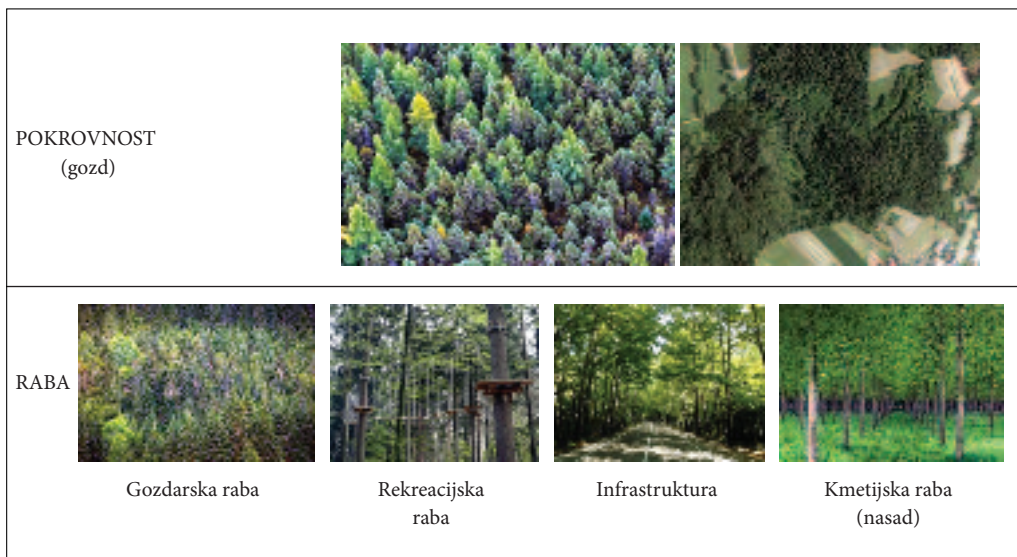 POKROVNOST
(gozd)
RABA
Gozdarska raba
Rekreacijska
raba
Infrastruktura
Kmetijska raba
(nasad)